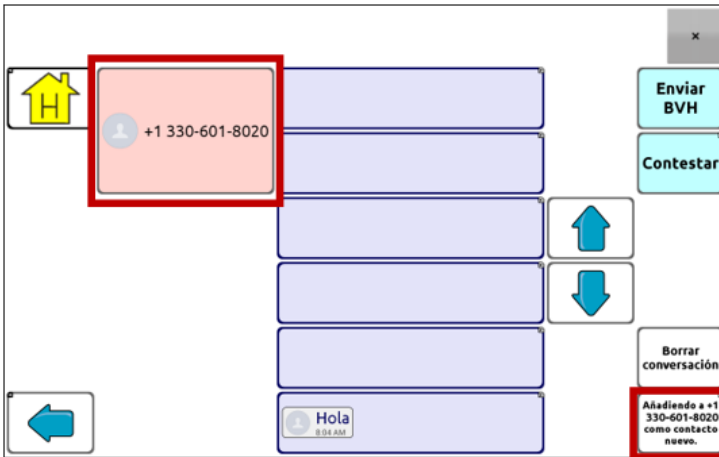 ×
H
+1 330-601-8020
Enviar
BVH
Contestar
Borrar
conversación
Hola
8:04 AM
Añadiendo a +1
330-601-8020
como contacto
nuevo.